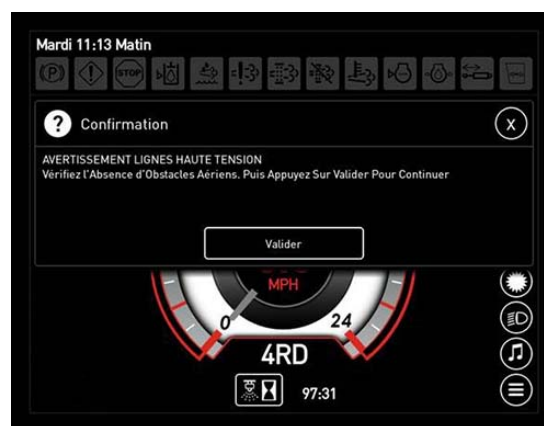 Mardi 11:13 Matin
(P)
STOP
? Confirmation
X
AVERTISSEMENT LIGNES HAUTE TENSION
Vérifiez l'Absence d'Obstacles Aériens. Puis Appuyez Sur Valider Pour Continuer
Valider
MPH
0
24
4RD
97:31